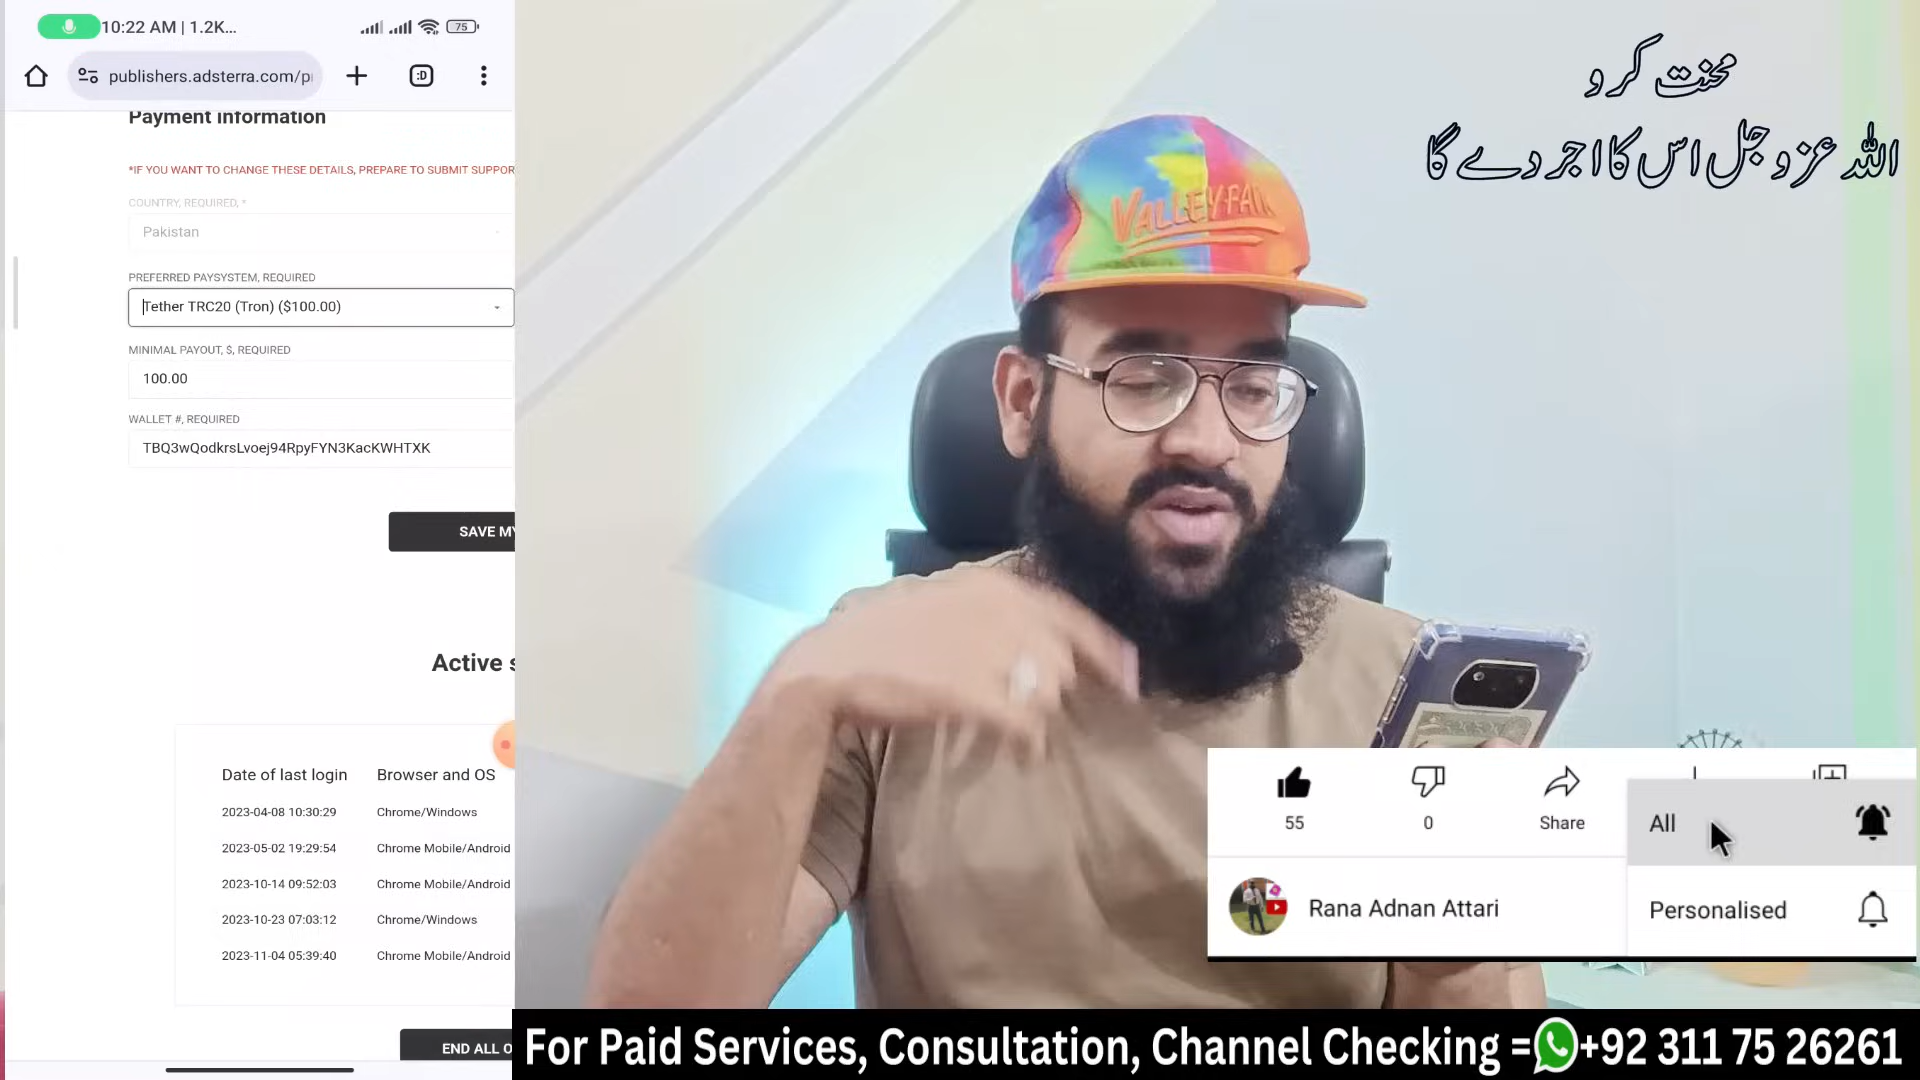 10:22 AM | 1.2K...
75
publishers.adsterra.com/p
:D
Payment information
*IF YOU WANT TO CHANGE THESE DETAILS, PREPARE TO SUBMIT SUPPOR
COUNTRY, REQUIRED, *
Pakistan
PREFERRED PAYSYSTEM, REQUIRED
Tether TRC20 (Tron) ($100.00)
MINIMAL PAYOUT, $, REQUIRED
100.00
WALLET #, REQUIRED
TBQ3wQodkrsLvoej94RpyFYN3KacKWHTXK
SAVE MY
Active s
Date of last login Browser and OS
2023-04-08 10:30:29 Chrome/Windows
2023-05-02 19:29:54 Chrome Mobile/Android
2023-10-14 09:52:03 Chrome Mobile/Android
2023-10-23 07:03:12 Chrome/Windows
2023-11-04 05:39:40 Chrome Mobile/Android
END ALL O
محنت کرو
اللہ عزوجل اس کا اجر دے گا
VALLEYFAIR
55 0 Share
All
Rana Adnan Attari
Personalised
For Paid Services, Consultation, Channel Checking = +92 311 75 26261